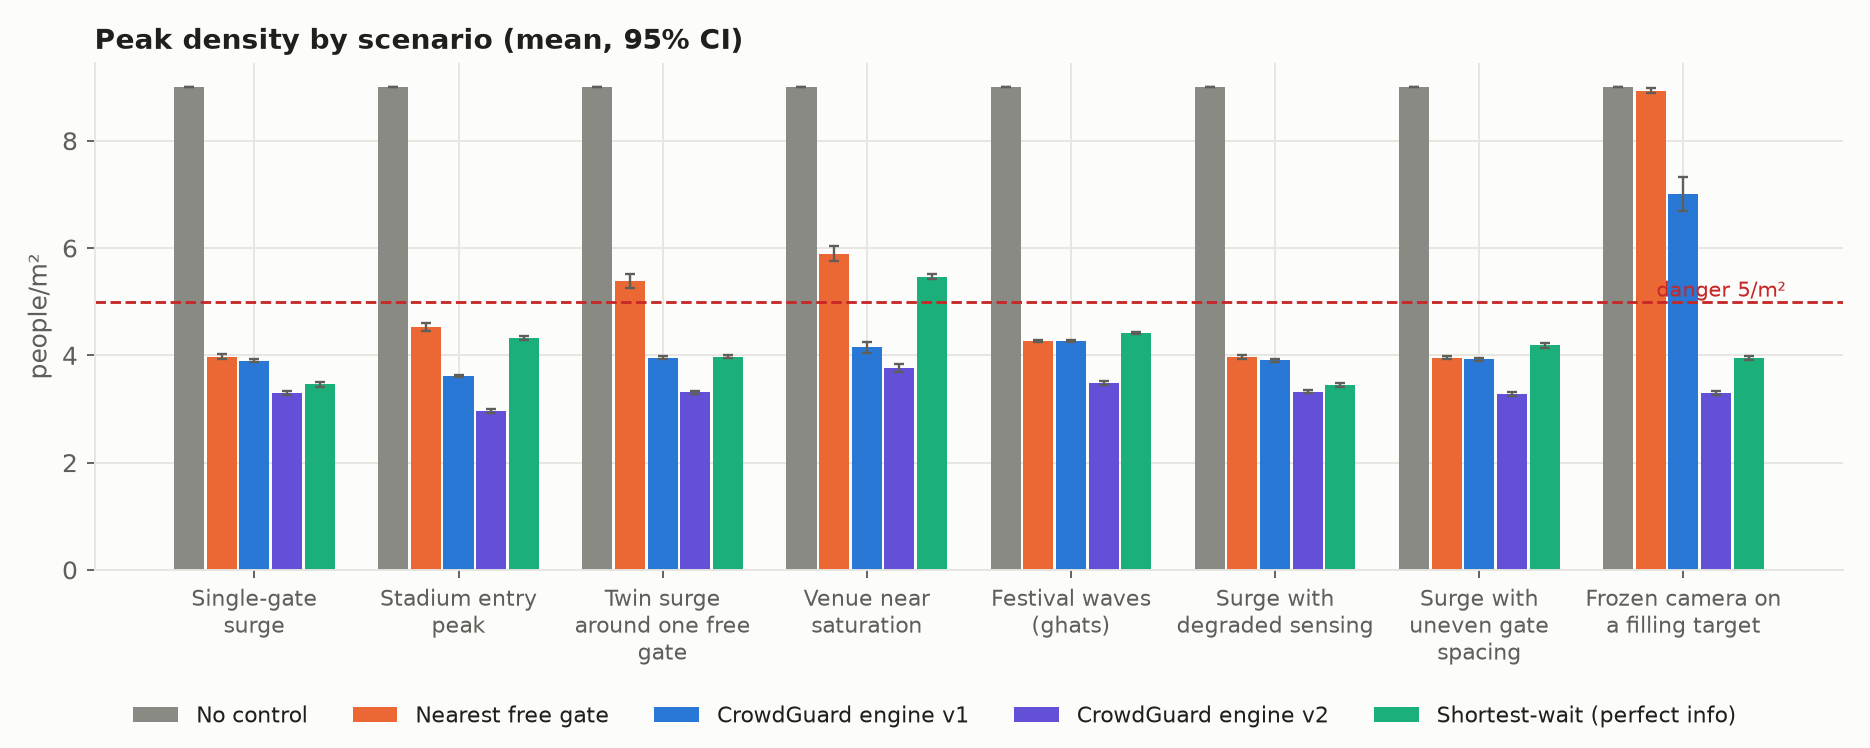 Peak density by scenario (mean, 95% CI)
people/m²
8
6
4
2
0
danger 5/m²
Single-gate
surge
Stadium entry
peak
Twin surge
around one free
gate
Venue near
saturation
Festival waves
(ghats)
Surge with
degraded sensing
Surge with
uneven gate
spacing
Frozen camera on
a filling target
No control
Nearest free gate
CrowdGuard engine v1
CrowdGuard engine v2
Shortest-wait (perfect info)